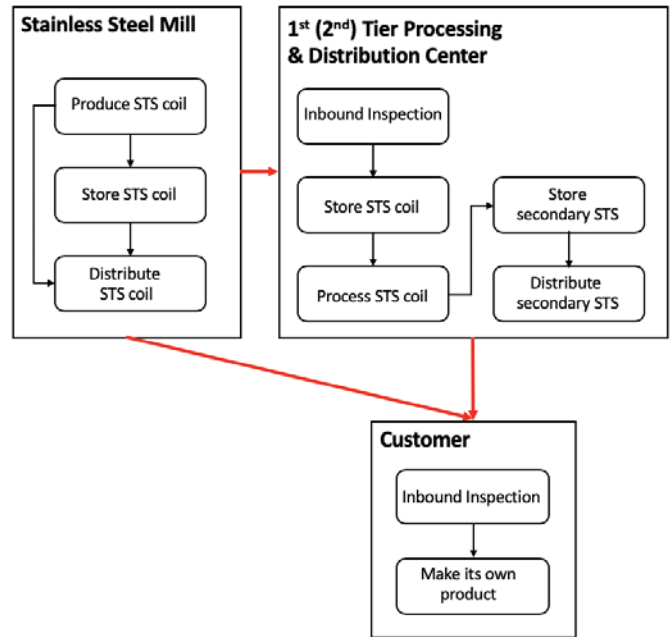 Stainless Steel Mill
Produce STS coil
Store STS coil
Distribute
STS coil
1st (2nd) Tier Processing
& Distribution Center
Inbound Inspection
Store STS coil
Process STS coil
Store
secondary STS
Distribute
secondary STS
Customer
Inbound Inspection
Make its own
product